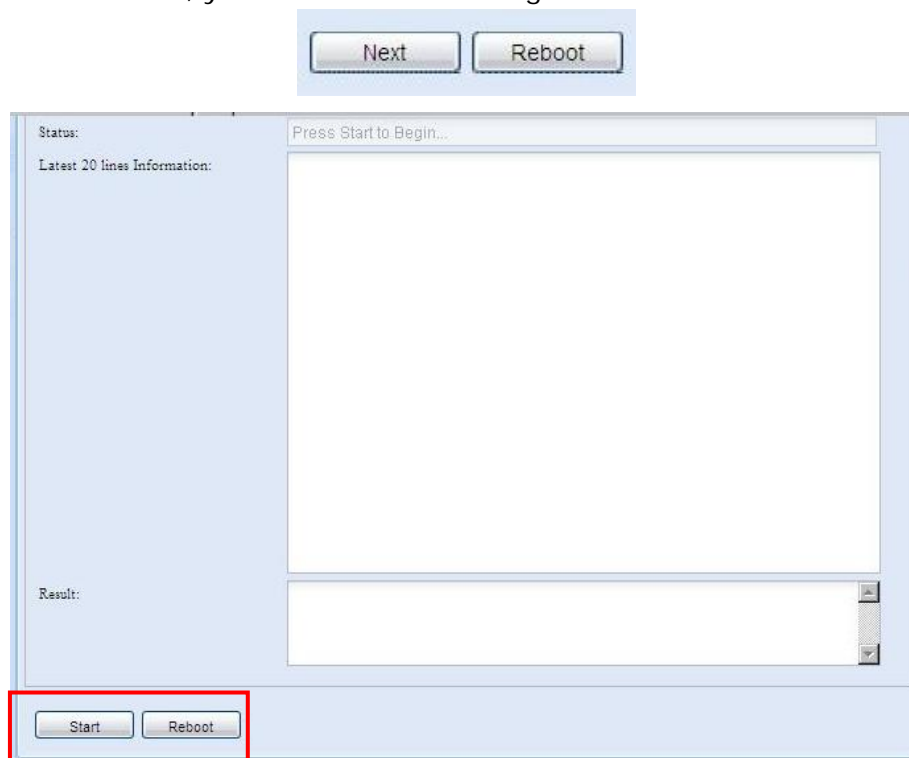 Next Reboot
Status: Press Start to Begin...
Latest 20 lines Information:
Result:
Start Reboot